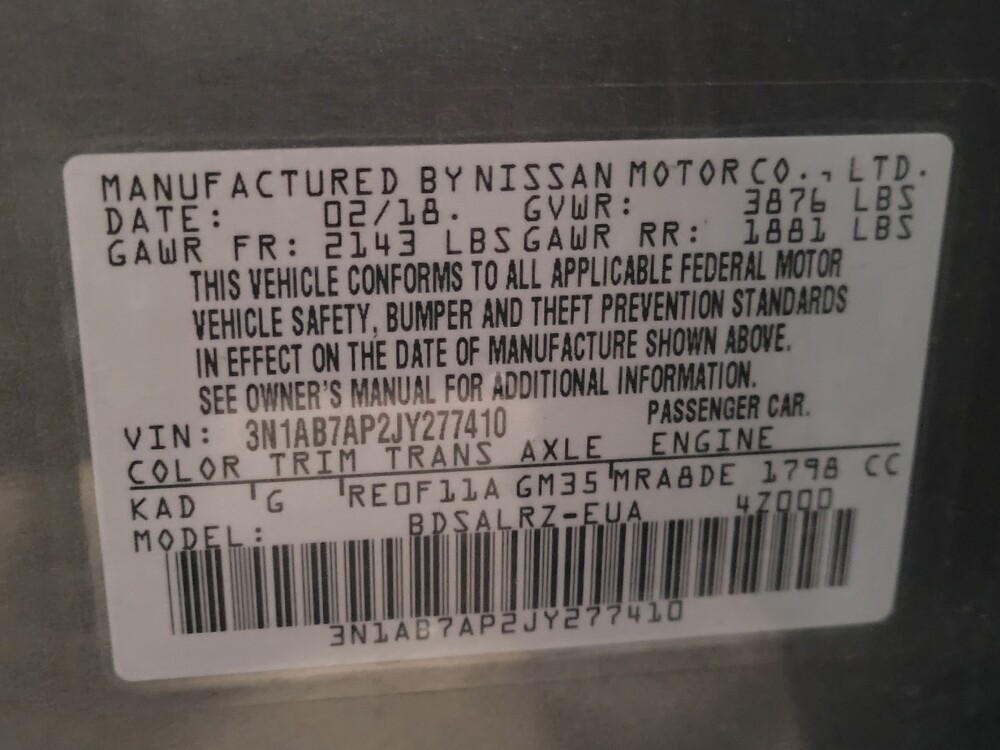 MANUFACTURED BY NISSAN MOTOR CO., LTD.
DATE: 02/18. GVWR: 3876 LBS
GAWR FR: 2143 LBS GAWR RR: 1881 LBS
THIS VEHICLE CONFORMS TO ALL APPLICABLE FEDERAL MOTOR
VEHICLE SAFETY, BUMPER AND THEFT PREVENTION STANDARDS
IN EFFECT ON THE DATE OF MANUFACTURE SHOWN ABOVE.
SEE OWNER'S MANUAL FOR ADDITIONAL INFORMATION.
VIN: 3N1AB7AP2JY277410 PASSENGER CAR.
COLOR TRIM TRANS AXLE ENGINE
KAD G RE0F11A GM35 MRA8DE 1798 CC
MODEL: BDSALRZ-EUA 4Z000
3N1AB7AP2JY277410